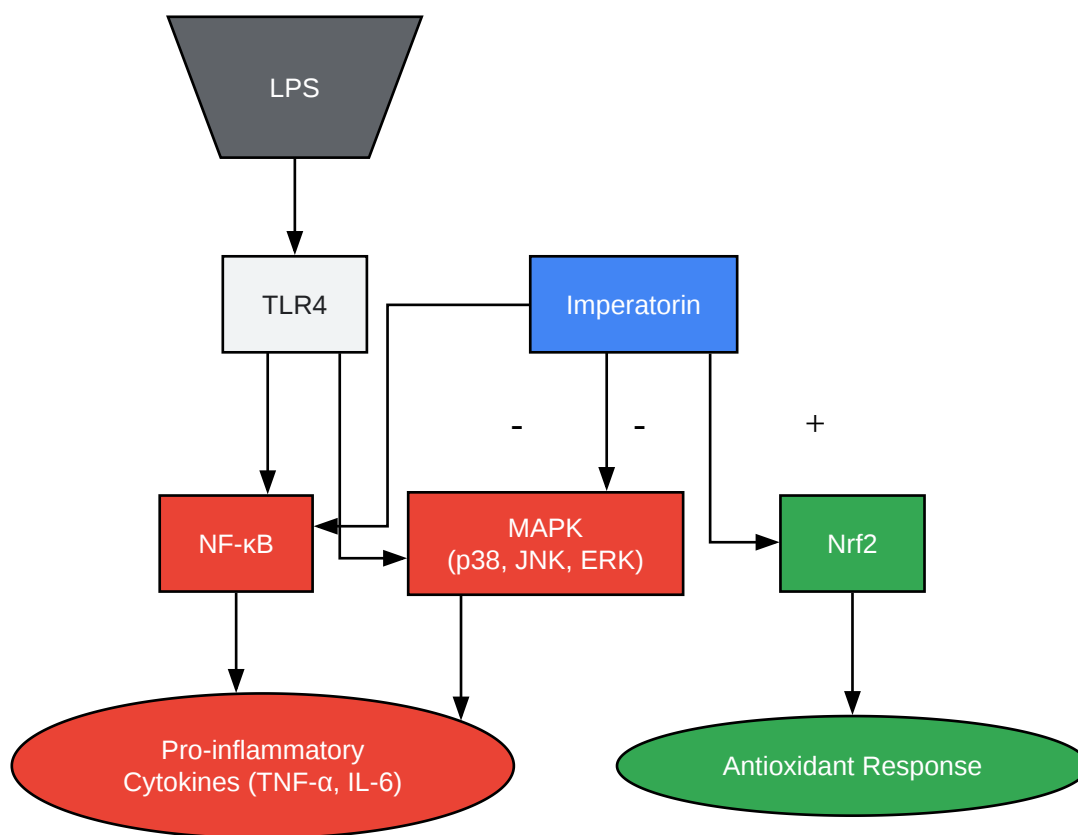 LPS
TLR4
Imperatorin
-
-
+
NF-κB
MAPK
(p38, JNK, ERK)
Nrf2
Pro-inflammatory
Cytokines (TNF-α, IL-6)
Antioxidant Response